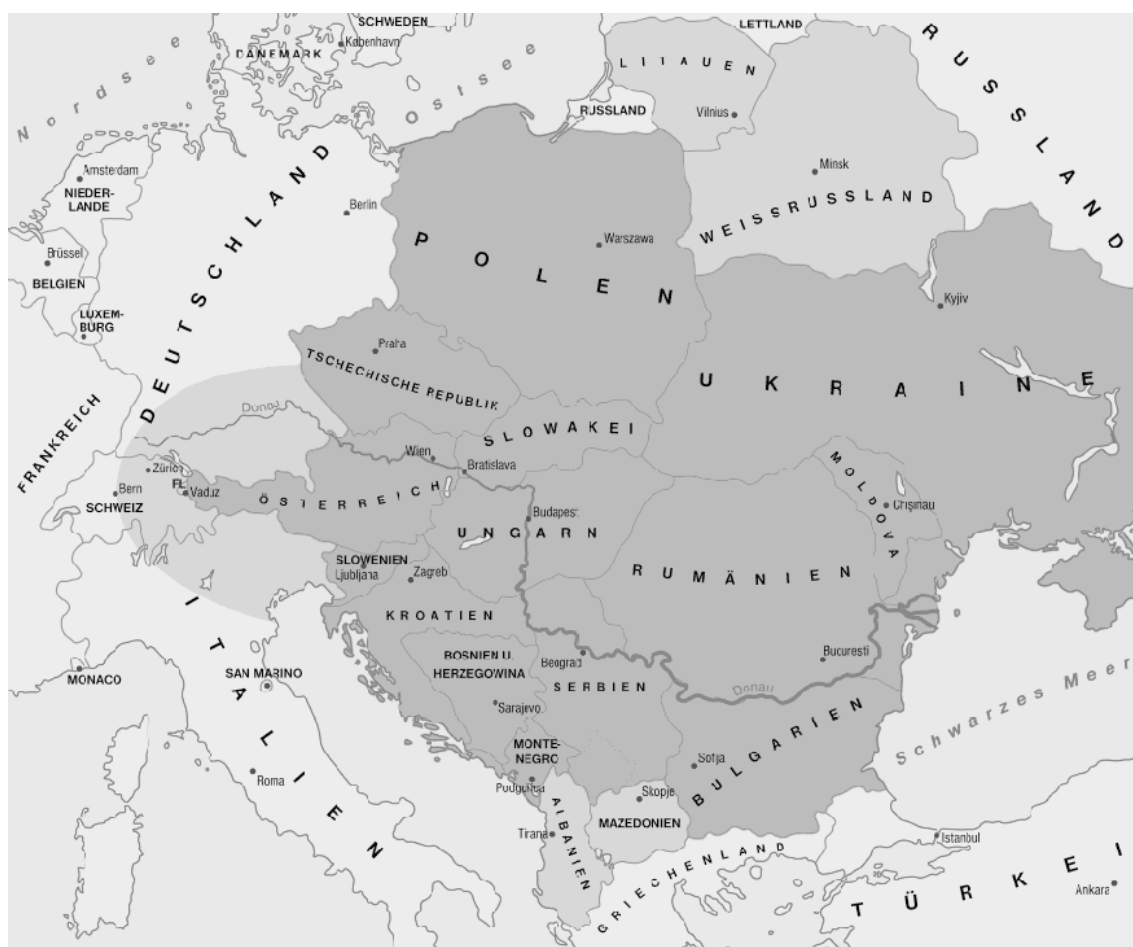 SCHWEDEN
LETTLAND
København
DÄNEMARK
Nordsee
Ostsee
LITAUEN
RUSSLAND
RUSSLAND
Vilnius
Amsterdam
NIEDER-
LANDE
Minsk
WEISSRUSSLAND
Berlin
DEUTSCHLAND
Brüssel
BELGIEN
POLEN
Warszawa
LUXEM-
BURG
Kyjiv
Praha
TSCHECHISCHE REPUBLIK
UKRAINE
FRANKREICH
Donau
SLOWAKEI
Wien
Bratislava
Zürich
FL
Vaduz
Bern
SCHWEIZ
ÖSTERREICH
MOLDOVA
Chişinau
Budapest
UNGARN
SLOWENIEN
Ljubljana
Zagreb
RUMÄNIEN
KROATIEN
ITALIEN
BOSNIEN U.
HERZEGOWINA
Beograd
Bucureşti
MONACO
SAN MARINO
SERBIEN
Donau
Sarajevo
Schwarzes Meer
BULGARIEN
MONTE-
NEGRO
Sofija
Roma
Podgorica
Skopje
MAZEDONIEN
ALBANIEN
Tirana
GRIECHENLAND
Istanbul
TÜRKEI
Ankara